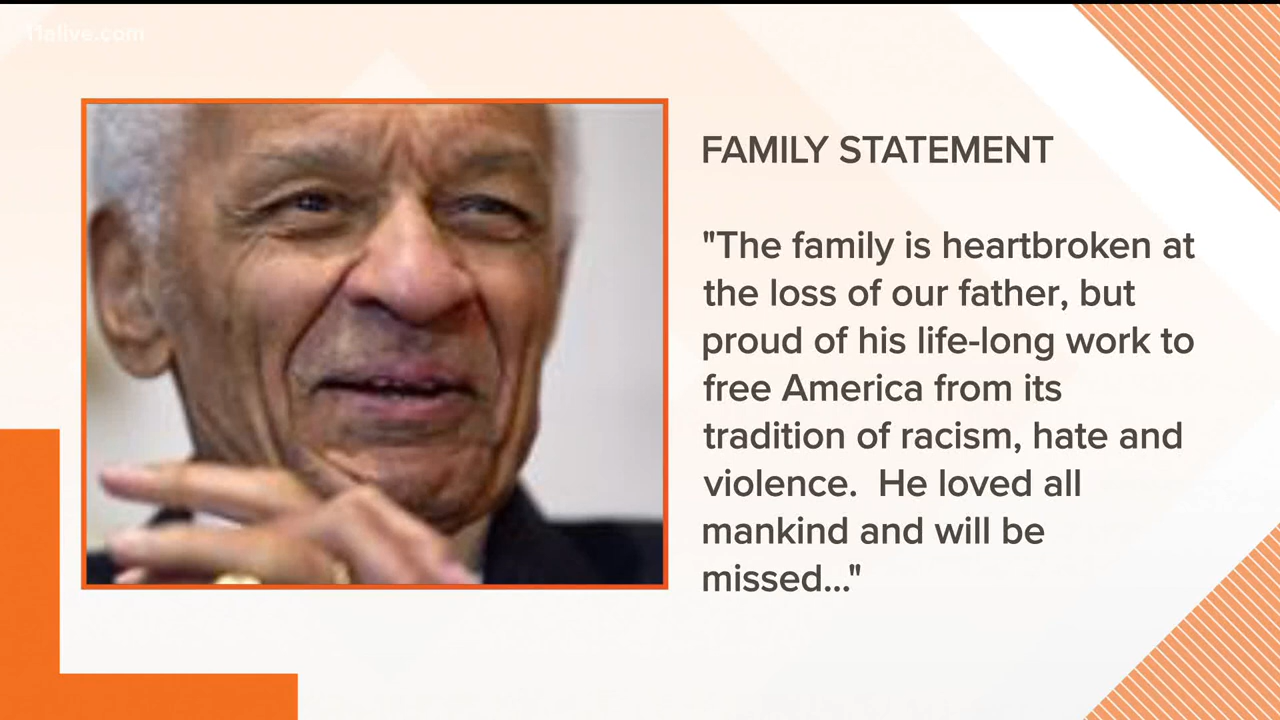 11alive.com
FAMILY STATEMENT
"The family is heartbroken at
the loss of our father, but
proud of his life-long work to
free America from its
tradition of racism, hate and
violence.  He loved all
mankind and will be
missed..."